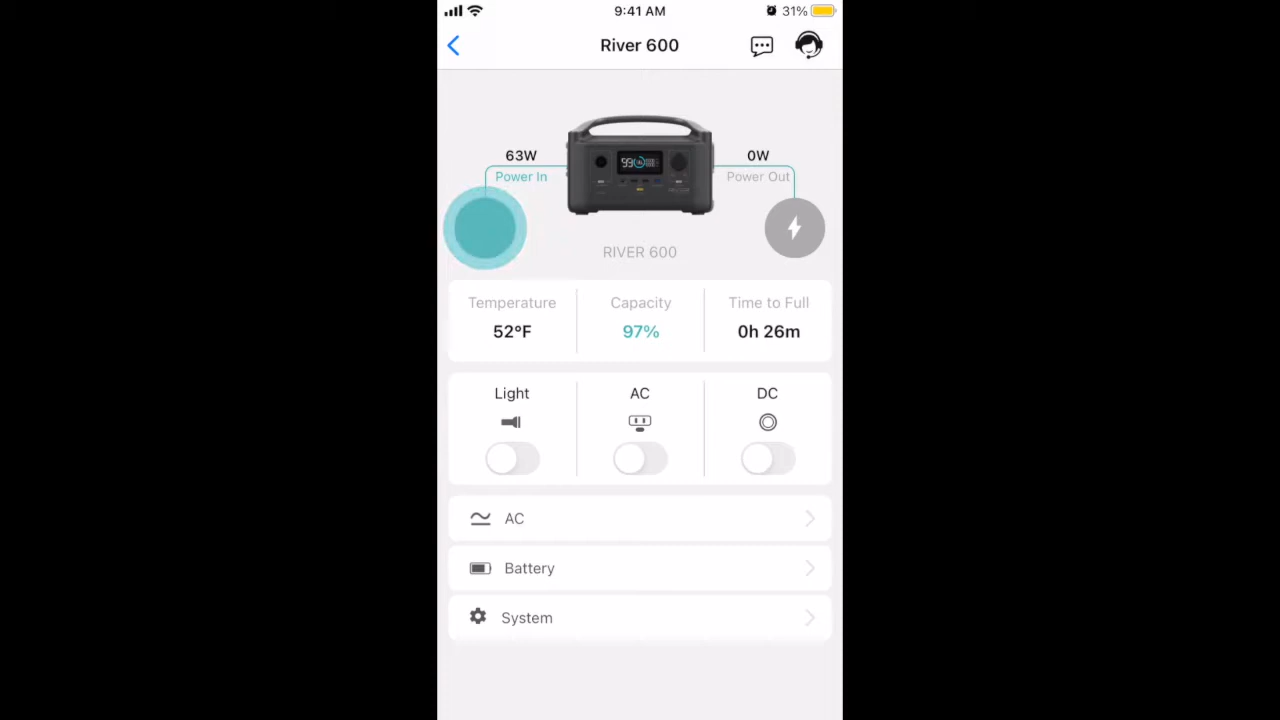 9:41 AM
31%
River 600
63W
0W
Power In
Power Out
99
RIVER 600
Temperature
Capacity
Time to Full
52°F
97%
0h 26m
Light
AC
DC
AC
Battery
System